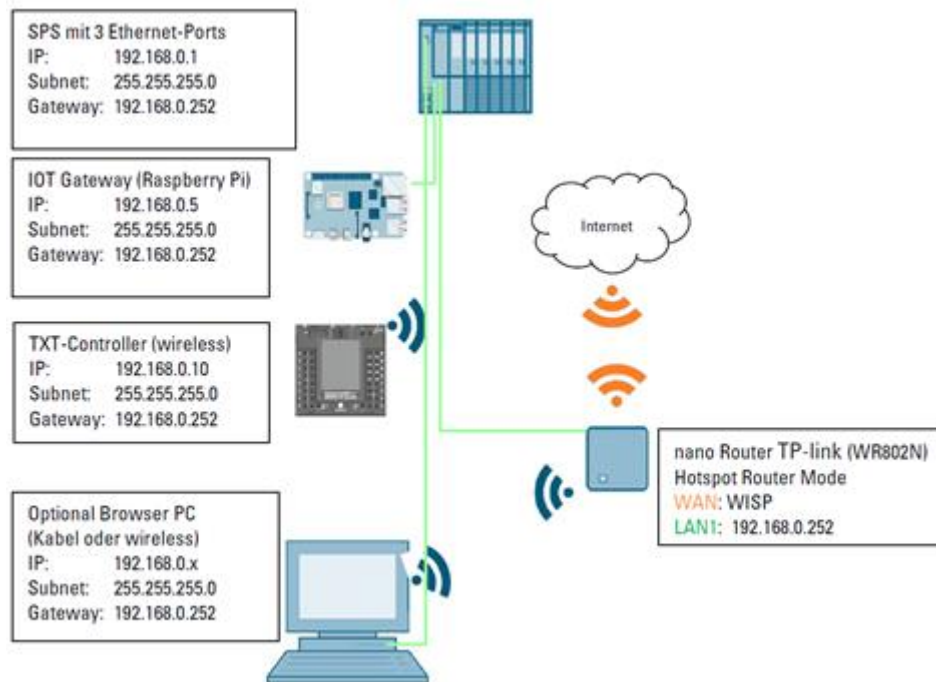 SPS mit 3 Ethernet-Ports
IP: 192.168.0.1
Subnet: 255.255.255.0
Gateway: 192.168.0.252
IOT Gateway (Raspberry Pi)
IP: 192.168.0.5
Subnet: 255.255.255.0
Gateway: 192.168.0.252
Internet
TXT-Controller (wireless)
IP: 192.168.0.10
Subnet: 255.255.255.0
Gateway: 192.168.0.252
nano Router TP-link (WR802N)
Hotspot Router Mode
WAN: WISP
LAN1: 192.168.0.252
Optional Browser PC
(Kabel oder wireless)
IP: 192.168.0.x
Subnet: 255.255.255.0
Gateway: 192.168.0.252